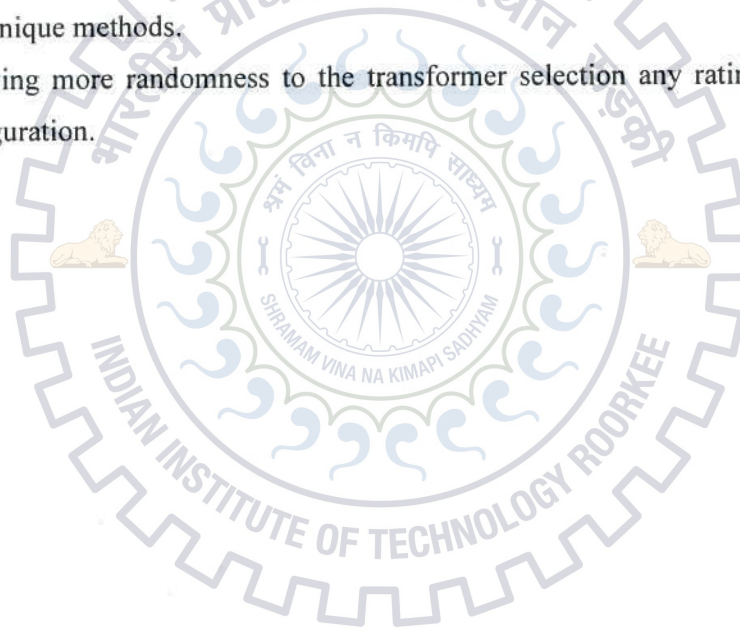 nique methods.
ing more randomness to the transformer selection any ratin
guration.
श्रमं विना न किमपि साध्यम
SHRAMAM VINA NA KIMAPI SADHYAM
INDIAN INSTITUTE OF TECHNOLOGY ROORKEE